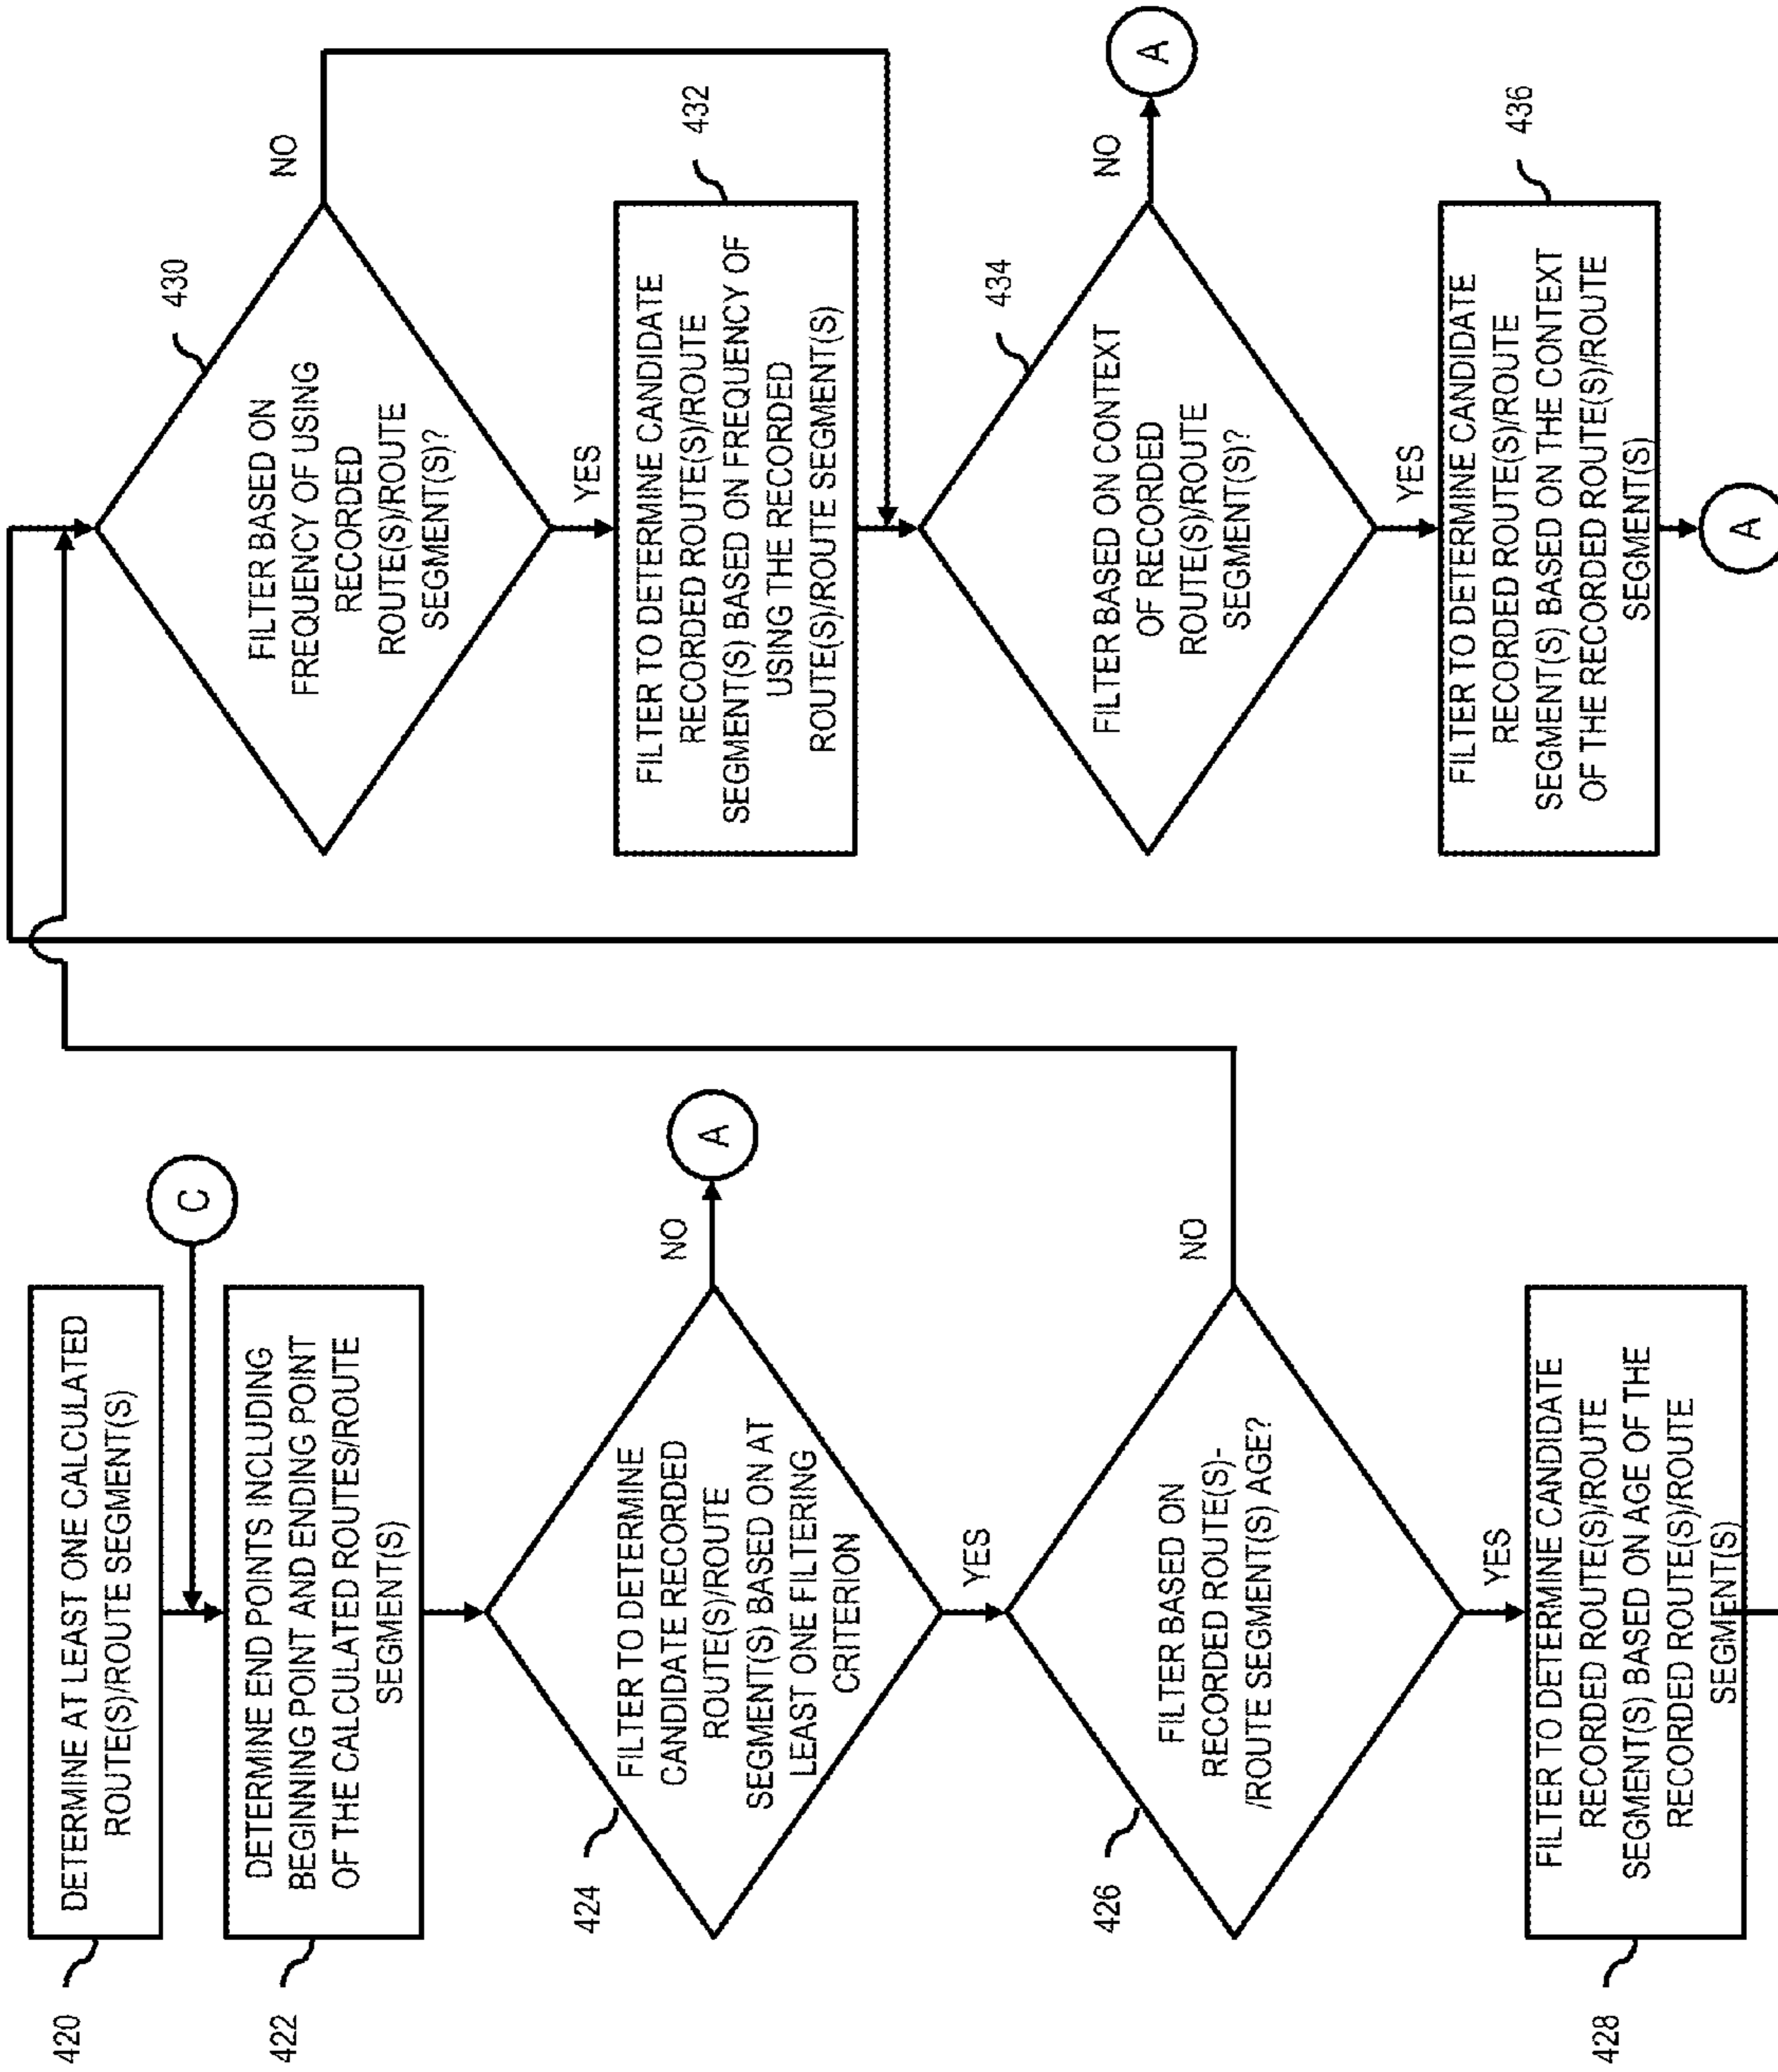 420
DETERMINE AT LEAST ONE CALCULATED
ROUTE(S)/ROUTE SEGMENT(S)
C
422
DETERMINE END POINTS INCLUDING
BEGINNING POINT AND ENDING POINT
OF THE CALCULATED ROUTES/ROUTE
SEGMENT(S)
424
FILTER TO DETERMINE
CANDIDATE RECORDED
ROUTE(S)/ROUTE
SEGMENT(S) BASED ON AT
LEAST ONE FILTERING
CRITERION
NO
A
YES
426
FILTER BASED ON
RECORDED ROUTE(S)-
/ROUTE SEGMENT(S) AGE?
NO
YES
428
FILTER TO DETERMINE CANDIDATE
RECORDED ROUTE(S)/ROUTE
SEGMENT(S) BASED ON AGE OF THE
RECORDED ROUTE(S)/ROUTE
SEGMENT(S)
430
FILTER BASED ON
FREQUENCY OF USING
RECORDED
ROUTE(S)/ROUTE
SEGMENT(S)?
NO
YES
432
FILTER TO DETERMINE CANDIDATE
RECORDED ROUTE(S)/ROUTE
SEGMENT(S) BASED ON FREQUENCY OF
USING THE RECORDED
ROUTE(S)/ROUTE SEGMENT(S)
434
FILTER BASED ON CONTEXT
OF RECORDED
ROUTE(S)/ROUTE
SEGMENT(S)?
NO
A
YES
436
FILTER TO DETERMINE CANDIDATE
RECORDED ROUTE(S)/ROUTE
SEGMENT(S) BASED ON THE CONTEXT
OF THE RECORDED ROUTE(S)/ROUTE
SEGMENT(S)
A